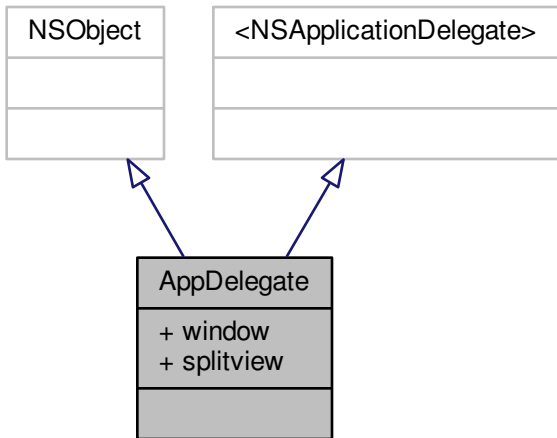 NSObject
<NSApplicationDelegate>
AppDelegate
+ window
+ splitview